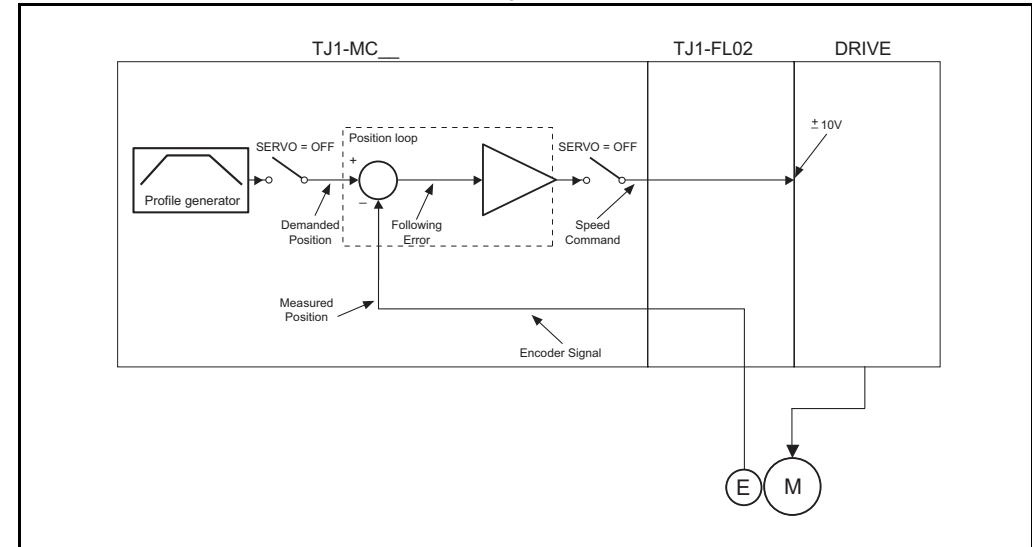 TJ1-MC__
TJ1-FL02
DRIVE
Position loop
SERVO = OFF
SERVO = OFF
± 10V
+
–
Profile generator
Demanded
Position
Following
Error
Speed
Command
Measured
Position
Encoder Signal
E
M